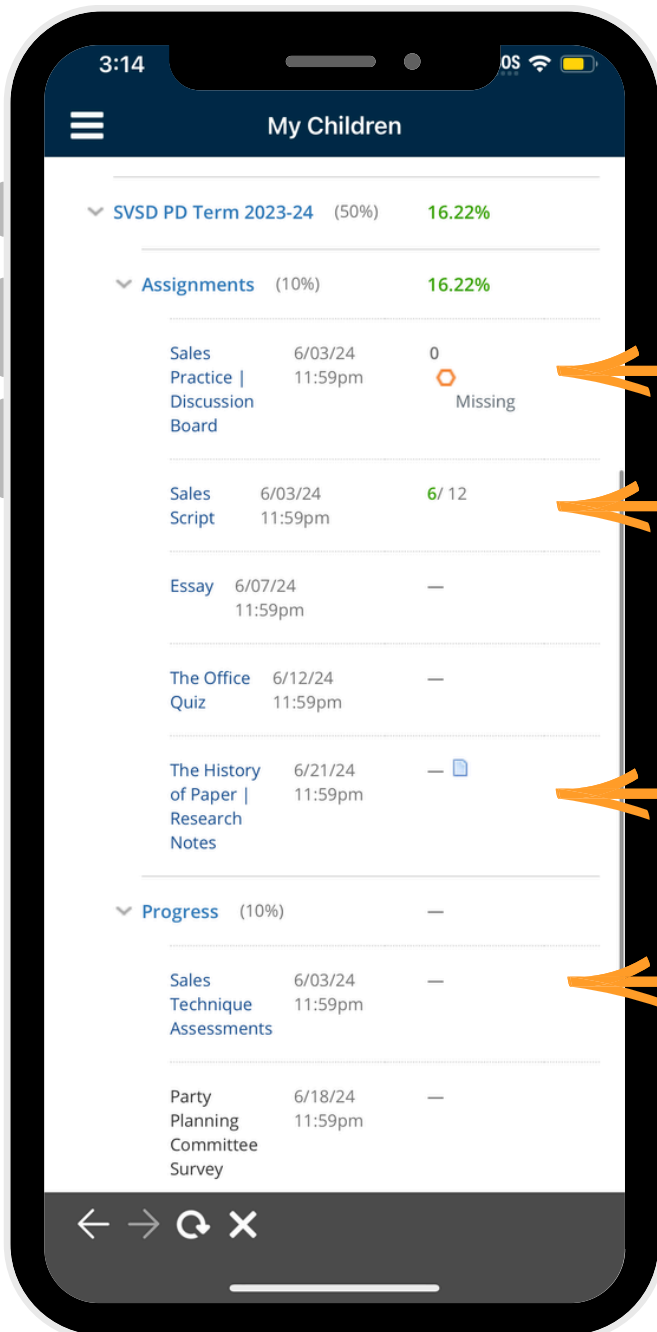 3:14
OS
My Children
SVSD PD Term 2023-24 (50%) 16.22%
Assignments (10%) 16.22%
Sales 6/03/24 0
Practice | 11:59pm
Discussion Missing
Board
Sales 6/03/24 6/ 12
Script 11:59pm
Essay 6/07/24 —
11:59pm
The Office 6/12/24 —
Quiz 11:59pm
The History 6/21/24 —
of Paper | 11:59pm
Research
Notes
Progress (10%) —
Sales 6/03/24 —
Technique 11:59pm
Assessments
Party 6/18/24 —
Planning 11:59pm
Committee
Survey